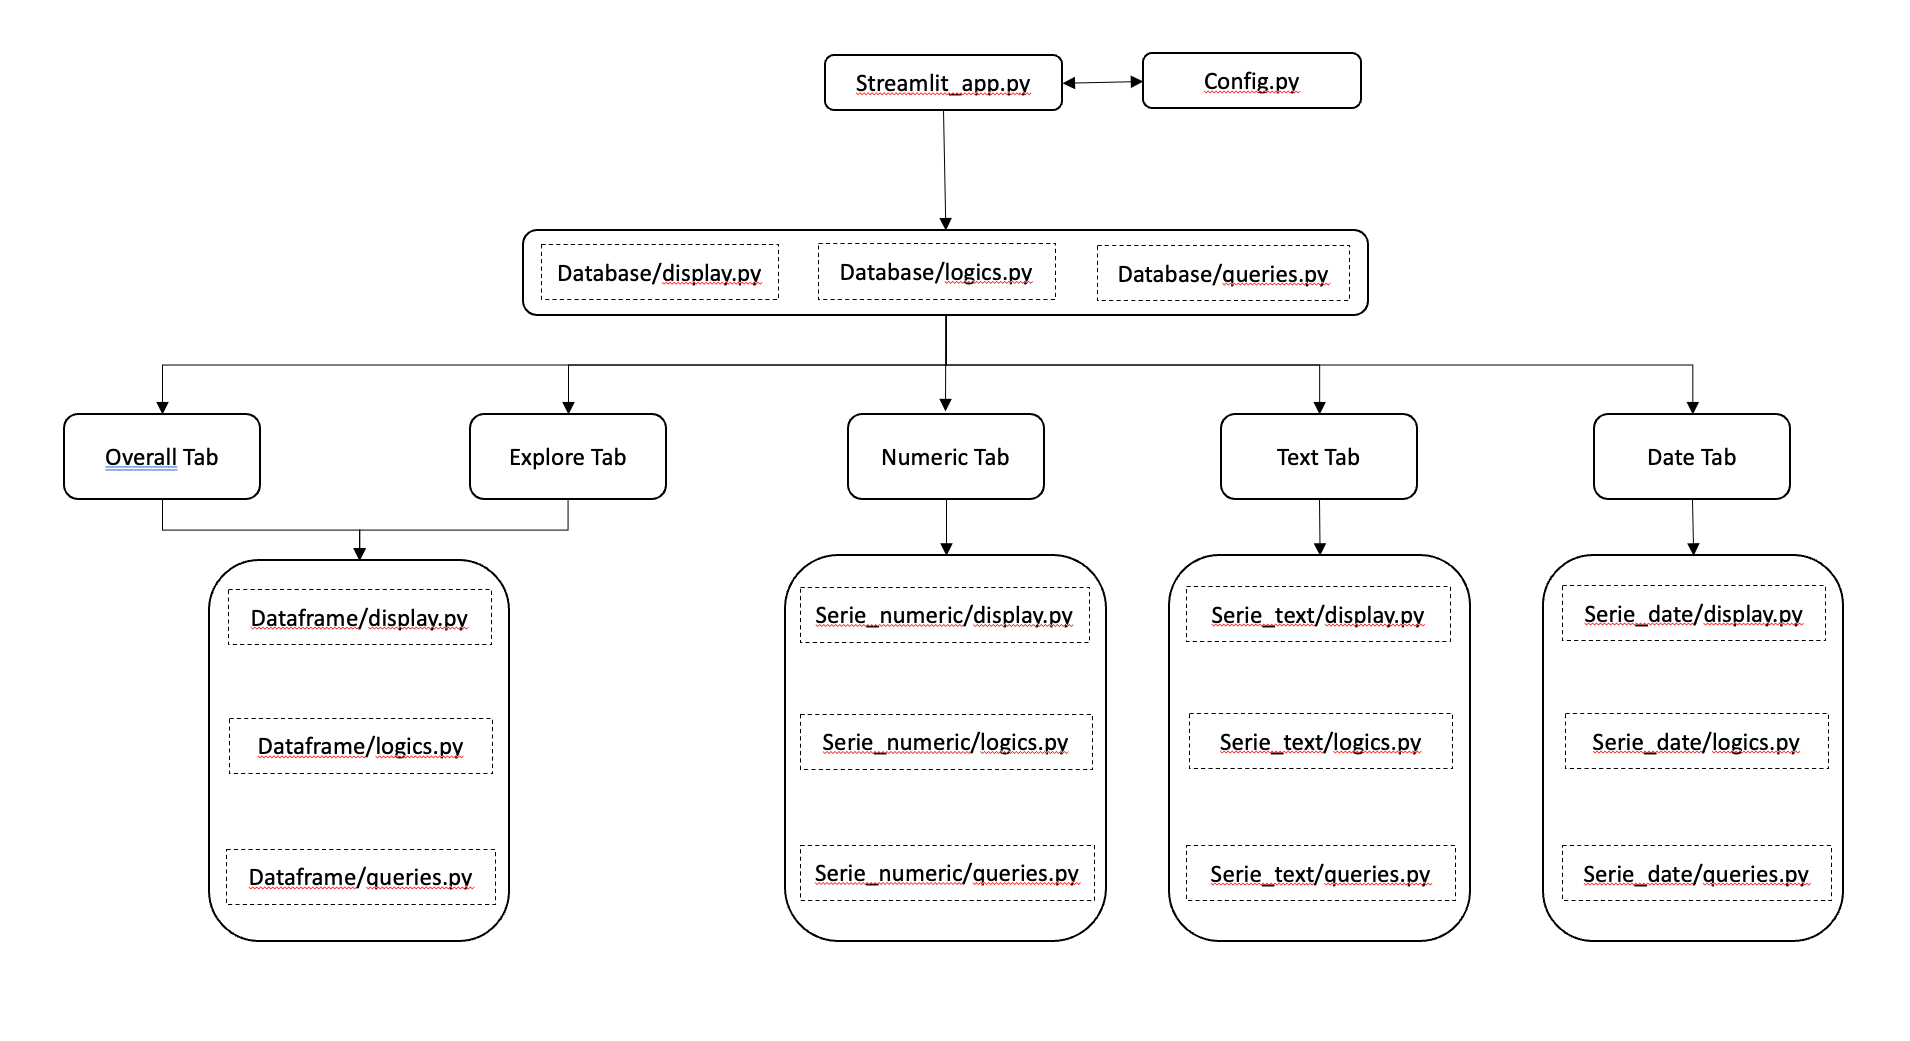 Streamlit_app.py
Config.py
Database/display.py
Database/logics.py
Database/queries.py
Overall Tab
Explore Tab
Numeric Tab
Text Tab
Date Tab
Dataframe/display.py
Dataframe/logics.py
Dataframe/queries.py
Serie_numeric/display.py
Serie_numeric/logics.py
Serie_numeric/queries.py
Serie_text/display.py
Serie_text/logics.py
Serie_text/queries.py
Serie_date/display.py
Serie_date/logics.py
Serie_date/queries.py